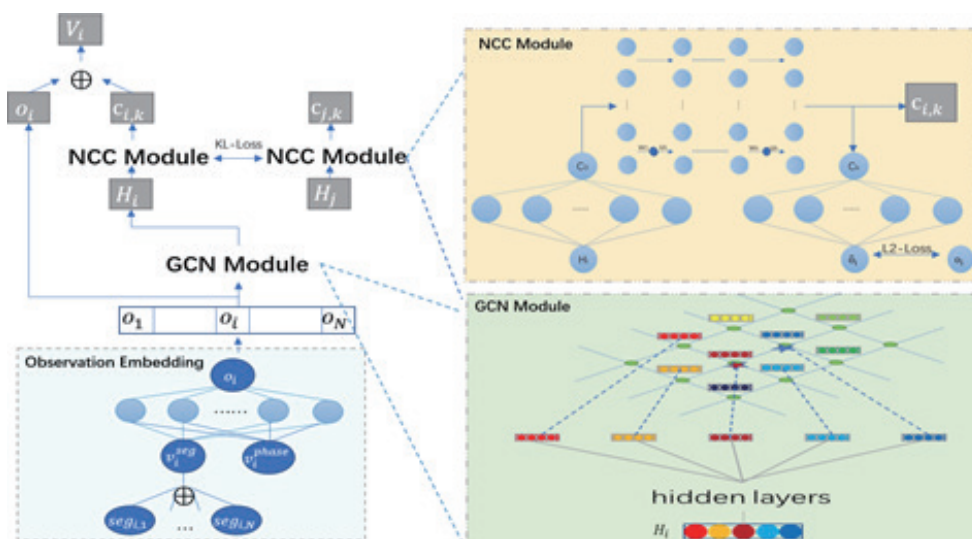 V_i
⊕
o_i
c_{i,k}
c_{j,k}
NCC Module
KL-Loss
NCC Module
H_i
H_j
GCN Module
o_1
o_i
o_N
Observation Embedding
o_i
......
v_i^{seg}
v_i^{phase}
⊕
seg_{i,1}
...
seg_{i,N}
NCC Module
c_{i,k}
......
......
L2-Loss
GCN Module
hidden layers
H_i